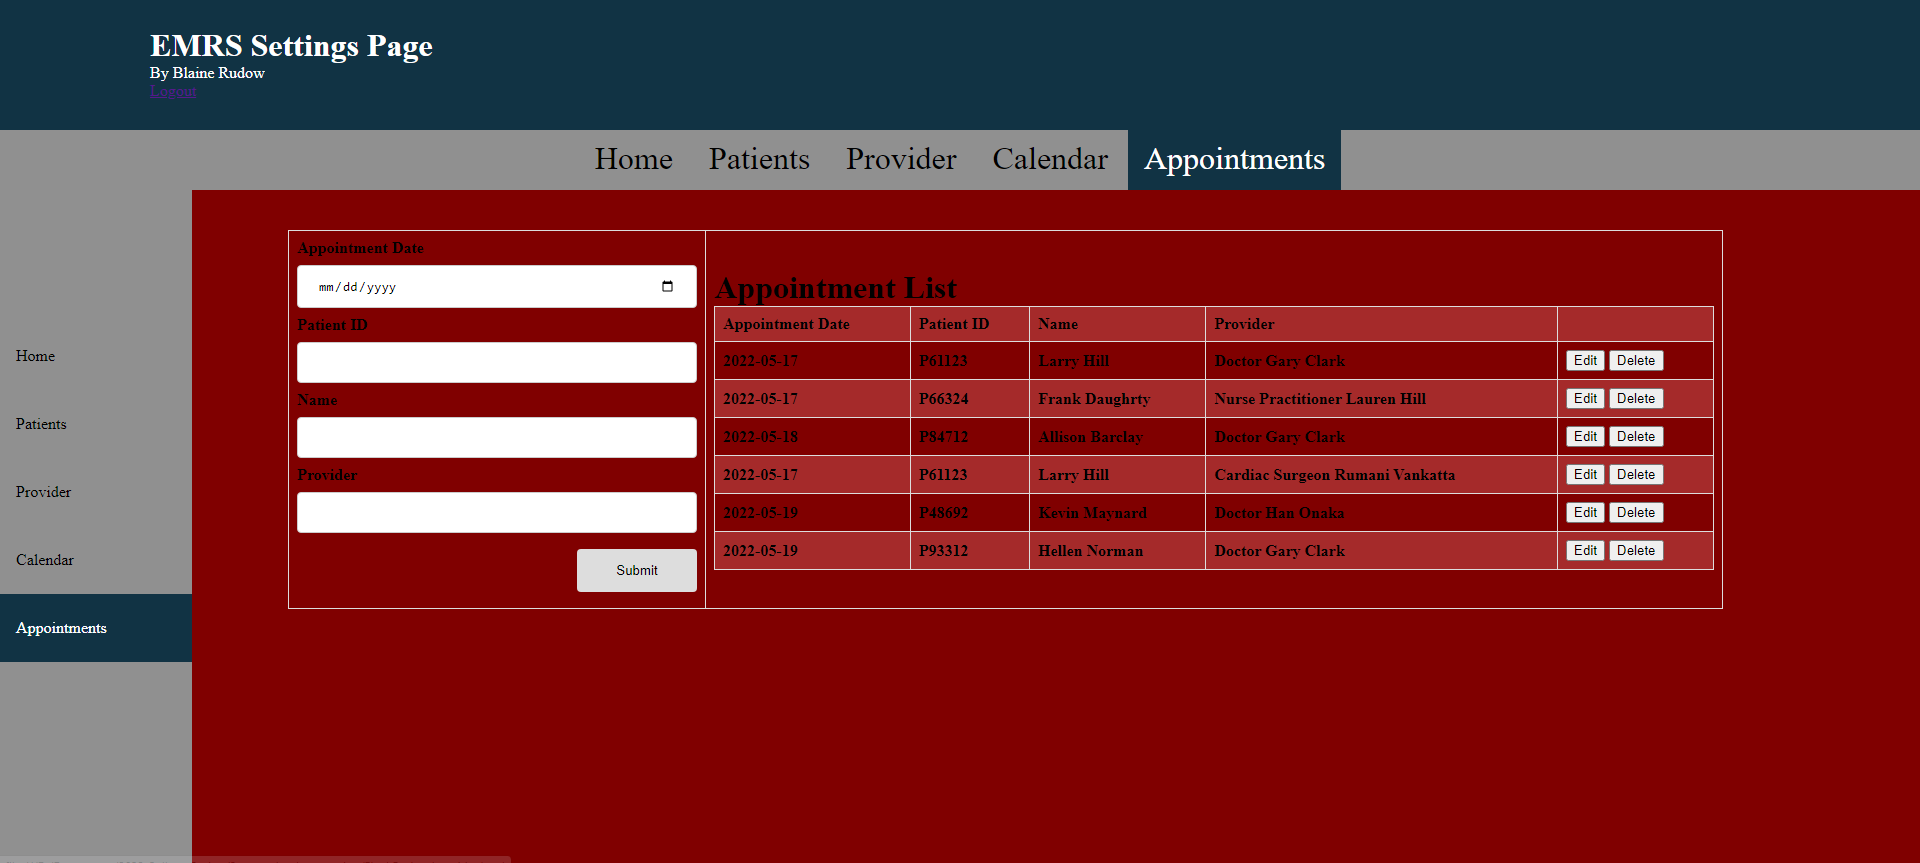 EMRS Settings Page
By Blaine Rudow
Logout
Home Patients Provider Calendar Appointments
Home
Patients
Provider
Calendar
Appointments
Appointment Date
mm/dd/yyyy
Patient ID
Name
Provider
Submit
Appointment List
Appointment Date Patient ID Name Provider
2022-05-17 P61123 Larry Hill Doctor Gary Clark Edit Delete
2022-05-17 P66324 Frank Daughrty Nurse Practitioner Lauren Hill Edit Delete
2022-05-18 P84712 Allison Barclay Doctor Gary Clark Edit Delete
2022-05-17 P61123 Larry Hill Cardiac Surgeon Rumani Vankatta Edit Delete
2022-05-19 P48692 Kevin Maynard Doctor Han Onaka Edit Delete
2022-05-19 P93312 Hellen Norman Doctor Gary Clark Edit Delete